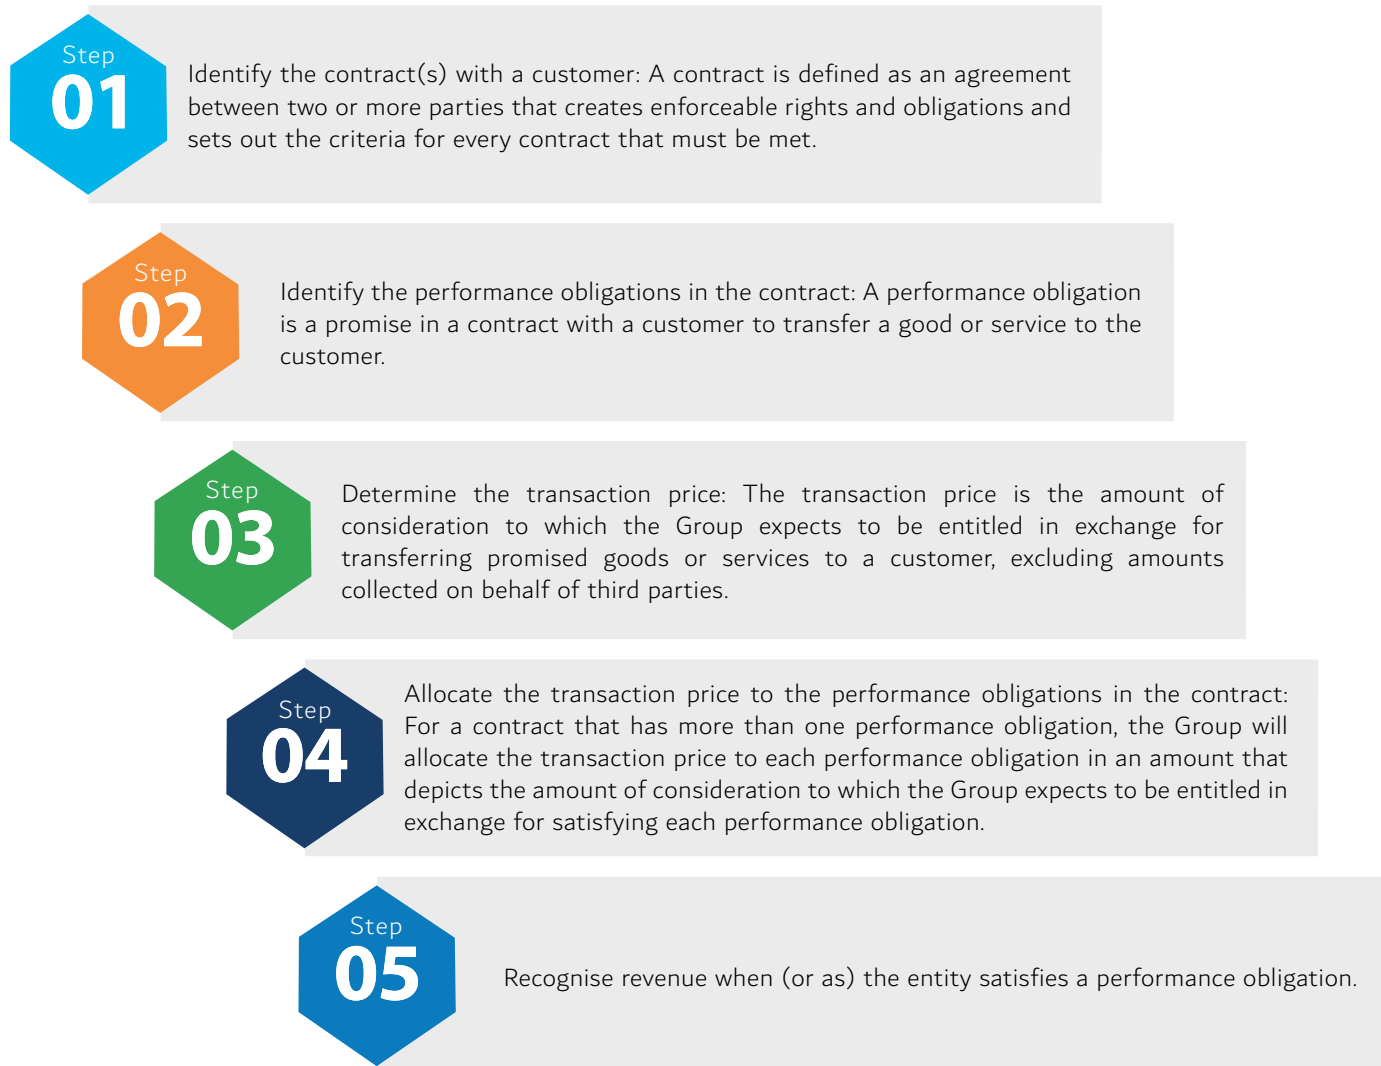 Step
01
Identify the contract(s) with a customer: A contract is defined as an agreement
between two or more parties that creates enforceable rights and obligations and
sets out the criteria for every contract that must be met.
Step
02
Identify the performance obligations in the contract: A performance obligation
is a promise in a contract with a customer to transfer a good or service to the
customer.
Step
03
Determine the transaction price: The transaction price is the amount of
consideration to which the Group expects to be entitled in exchange for
transferring promised goods or services to a customer, excluding amounts
collected on behalf of third parties.
Step
04
Allocate the transaction price to the performance obligations in the contract:
For a contract that has more than one performance obligation, the Group will
allocate the transaction price to each performance obligation in an amount that
depicts the amount of consideration to which the Group expects to be entitled in
exchange for satisfying each performance obligation.
Step
05
Recognise revenue when (or as) the entity satisfies a performance obligation.